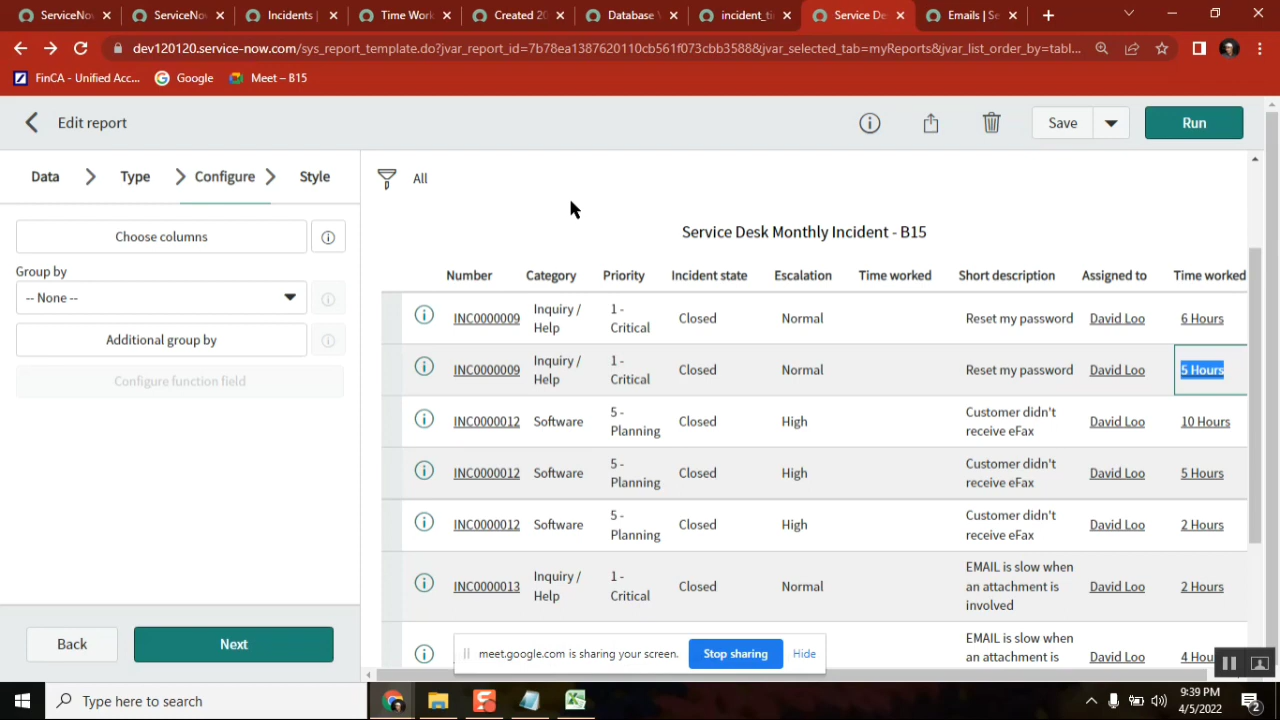 ServiceNo
ServiceNov
Incidents |
Time Work
Created 20
Database V
incident_ti
Service De
Emails | Se
dev120120.service-now.com/sys_report_template.do?jvar_report_id=7b78ea1387620110cb561f073cbb3588&jvar_selected_tab=myReports&jvar_list_order_by=tabl...
FinCA - Unified Acc...
Google
Meet – B15
Edit report
Save
Run
Data
Type
Configure
Style
All
Choose columns
Group by
-- None --
Additional group by
Configure function field
Back
Next
Service Desk Monthly Incident - B15
Number Category Priority Incident state Escalation Time worked Short description Assigned to Time worked
INC0000009 Inquiry / Help 1 - Critical Closed Normal Reset my password David Loo 6 Hours
INC0000009 Inquiry / Help 1 - Critical Closed Normal Reset my password David Loo 5 Hours
INC0000012 Software 5 - Planning Closed High Customer didn't receive eFax David Loo 10 Hours
INC0000012 Software 5 - Planning Closed High Customer didn't receive eFax David Loo 5 Hours
INC0000012 Software 5 - Planning Closed High Customer didn't receive eFax David Loo 2 Hours
INC0000013 Inquiry / Help 1 - Critical Closed Normal EMAIL is slow when an attachment is involved David Loo 2 Hours
EMAIL is slow when an attachment is David Loo 4 Hou
meet.google.com is sharing your screen.
Stop sharing
Hide
Type here to search
9:39 PM
4/5/2022
2